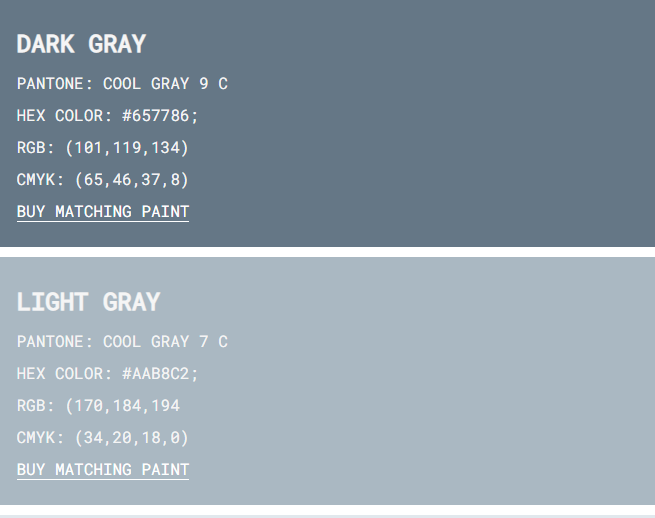 DARK GRAY
PANTONE: COOL GRAY 9 C
HEX COLOR: #657786;
RGB: (101,119,134)
CMYK: (65,46,37,8)
BUY MATCHING PAINT
LIGHT GRAY
PANTONE: COOL GRAY 7 C
HEX COLOR: #AAB8C2;
RGB: (170,184,194
CMYK: (34,20,18,0)
BUY MATCHING PAINT